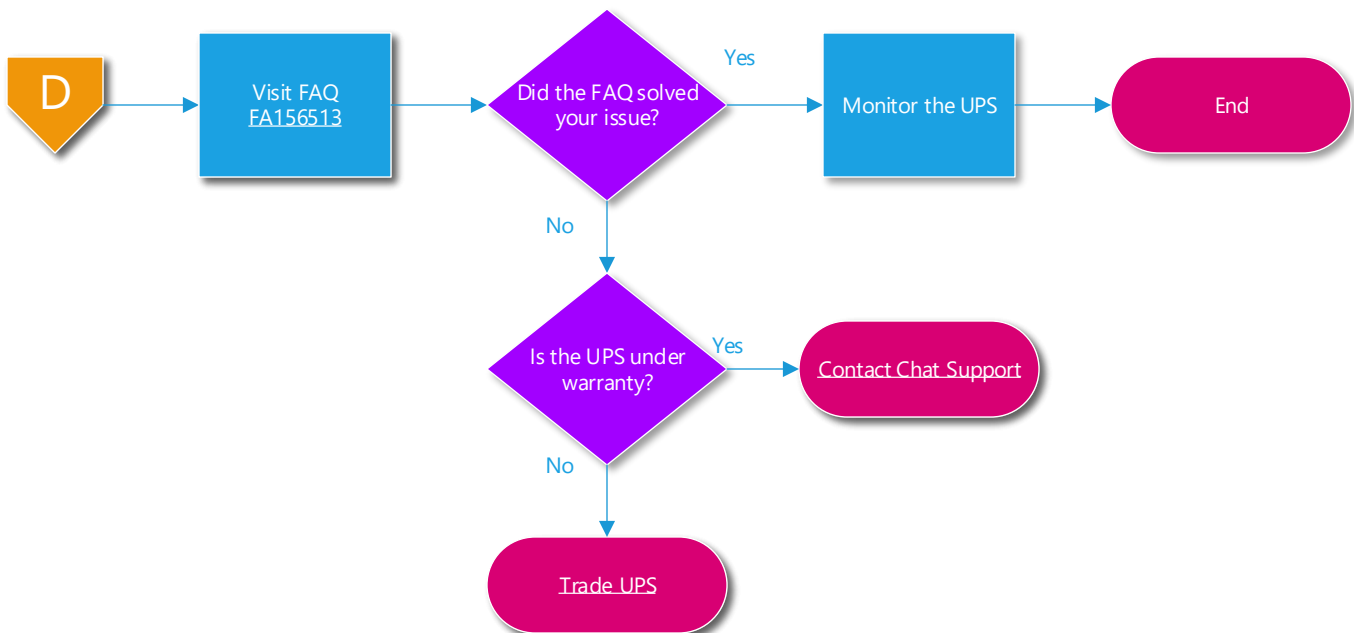 D
Visit FAQ
FA156513
Did the FAQ solved
your issue?
Yes
Monitor the UPS
End
No
Is the UPS under
warranty?
Yes
Contact Chat Support
No
Trade UPS